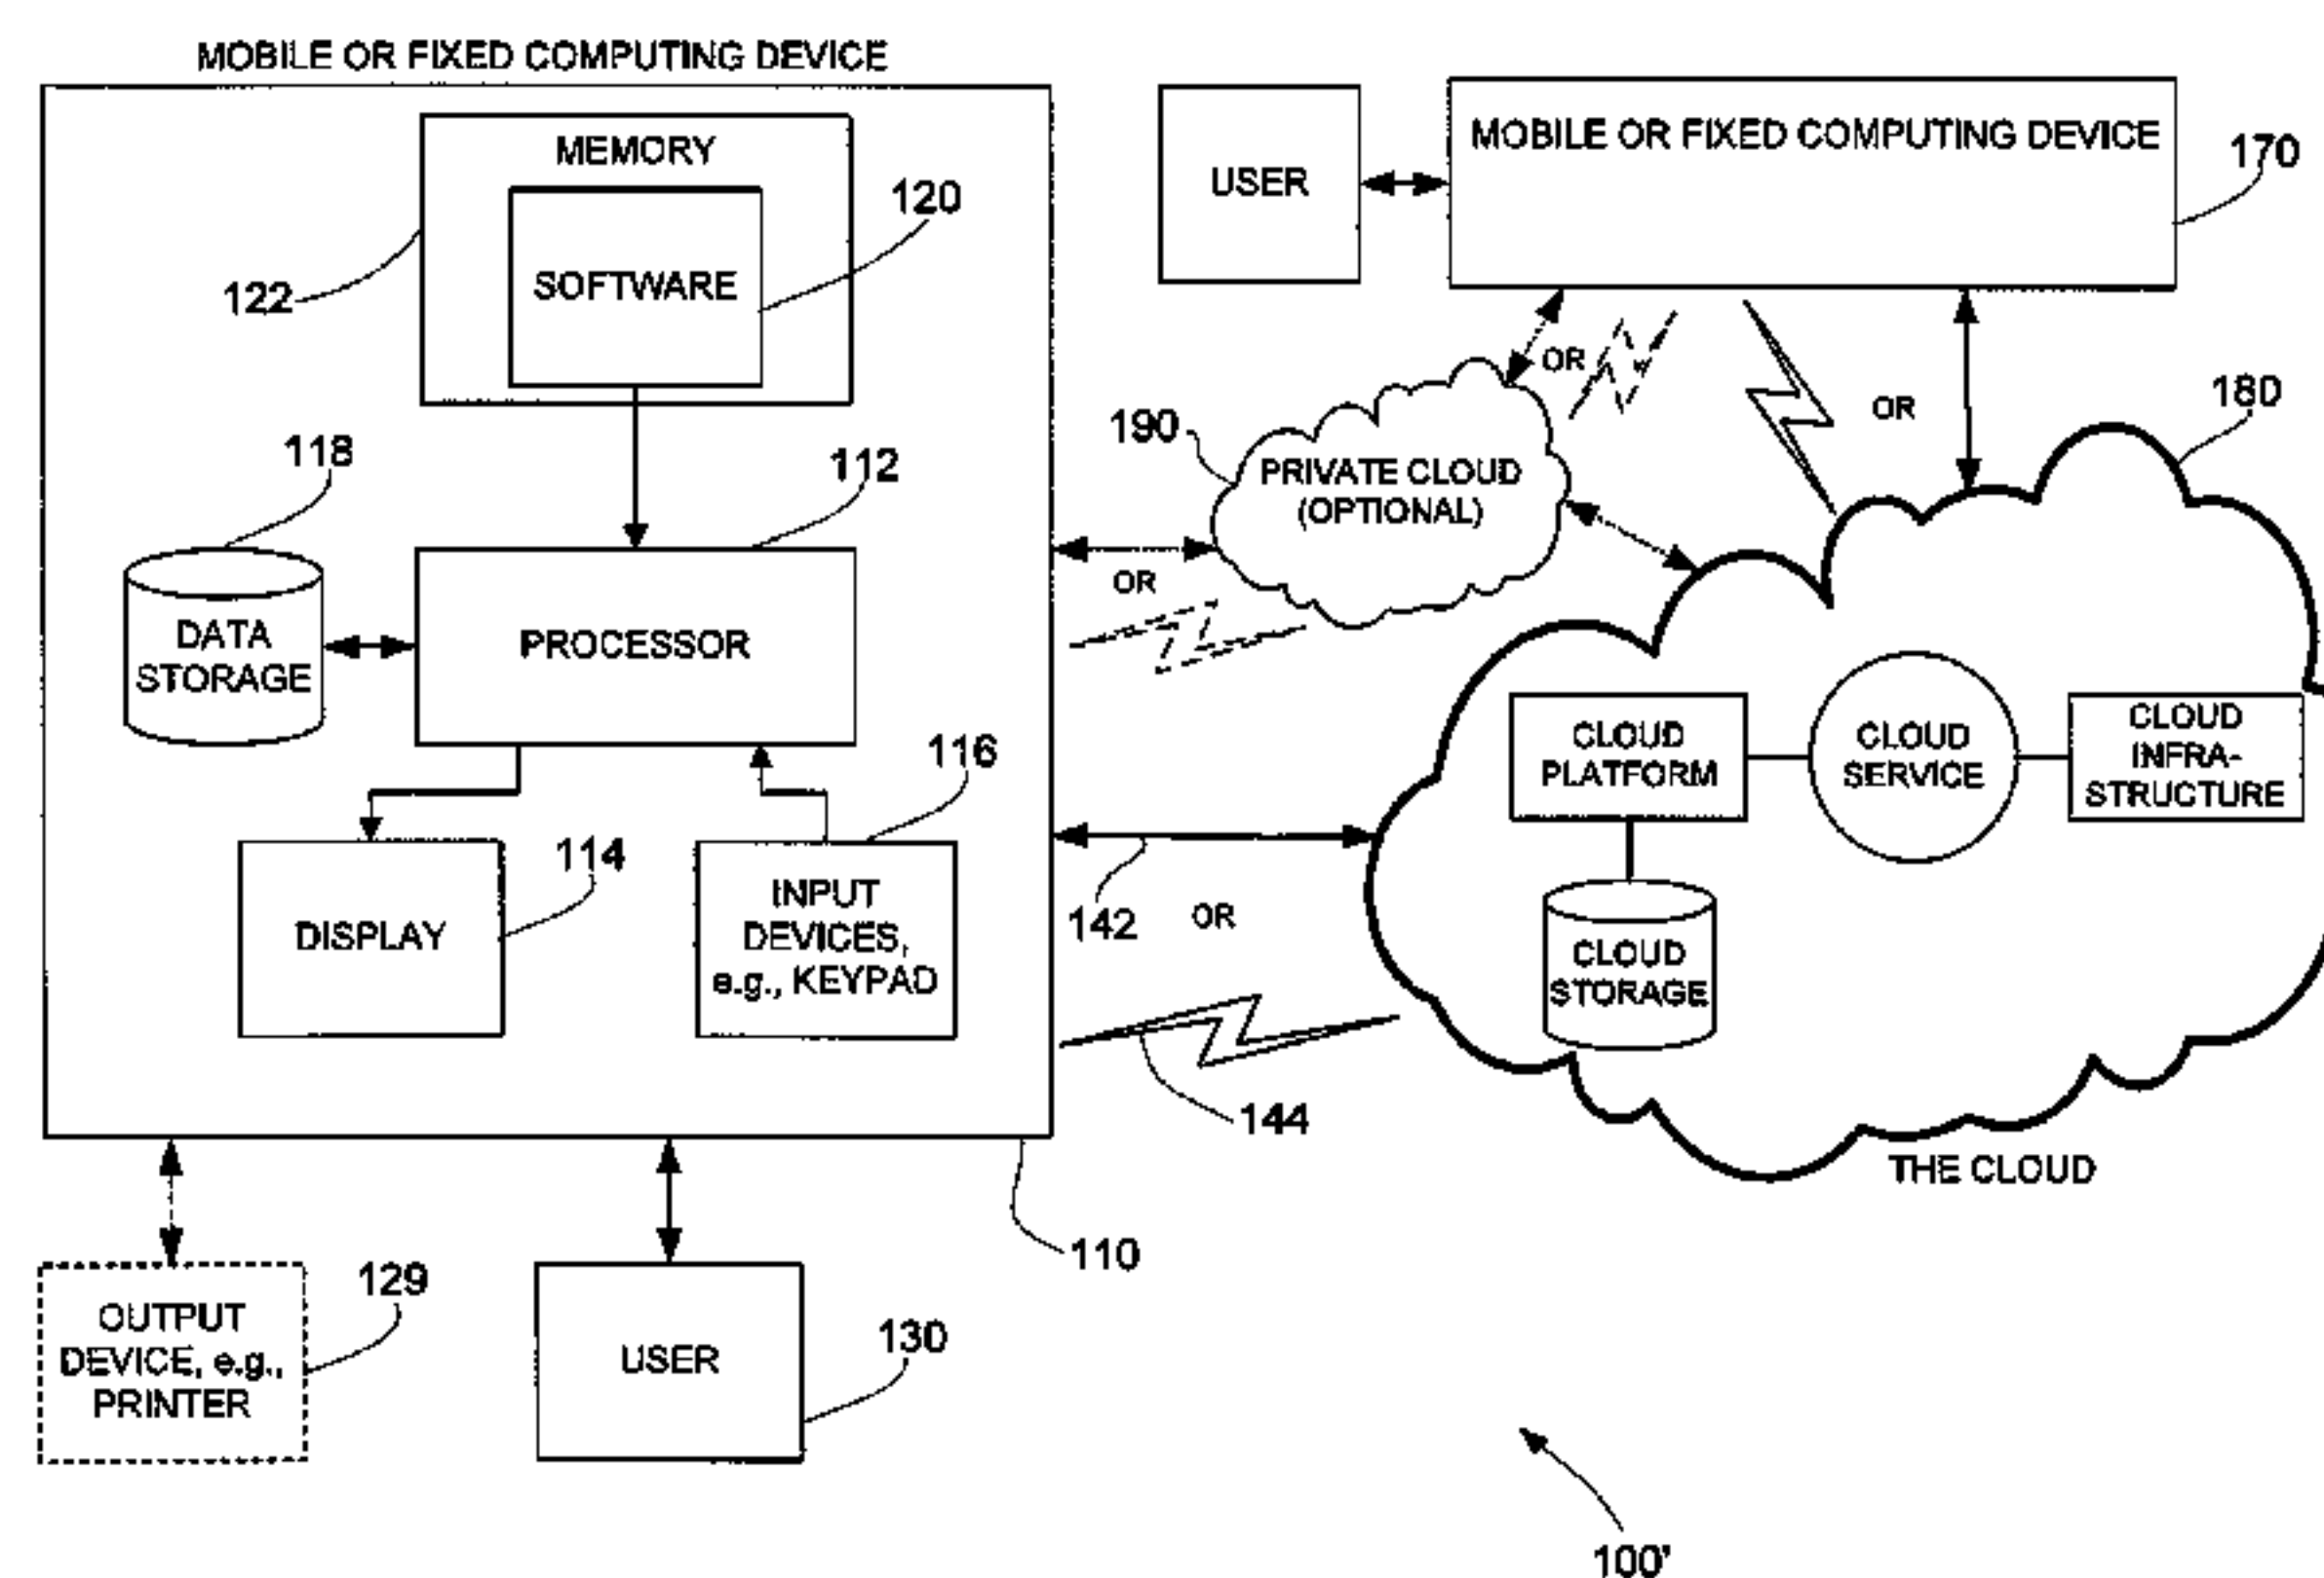 MOBILE OR FIXED COMPUTING DEVICE
MEMORY
SOFTWARE
120
122
118
112
DATA
STORAGE
PROCESSOR
116
114
DISPLAY
INPUT
DEVICES,
e.g., KEYPAD
110
OUTPUT
DEVICE, e.g.,
PRINTER
129
USER
130
USER
MOBILE OR FIXED COMPUTING DEVICE
170
OR
OR
190
PRIVATE CLOUD
(OPTIONAL)
180
OR
CLOUD
PLATFORM
CLOUD
SERVICE
CLOUD
INFRA-
STRUCTURE
142
OR
CLOUD
STORAGE
144
THE CLOUD
100'